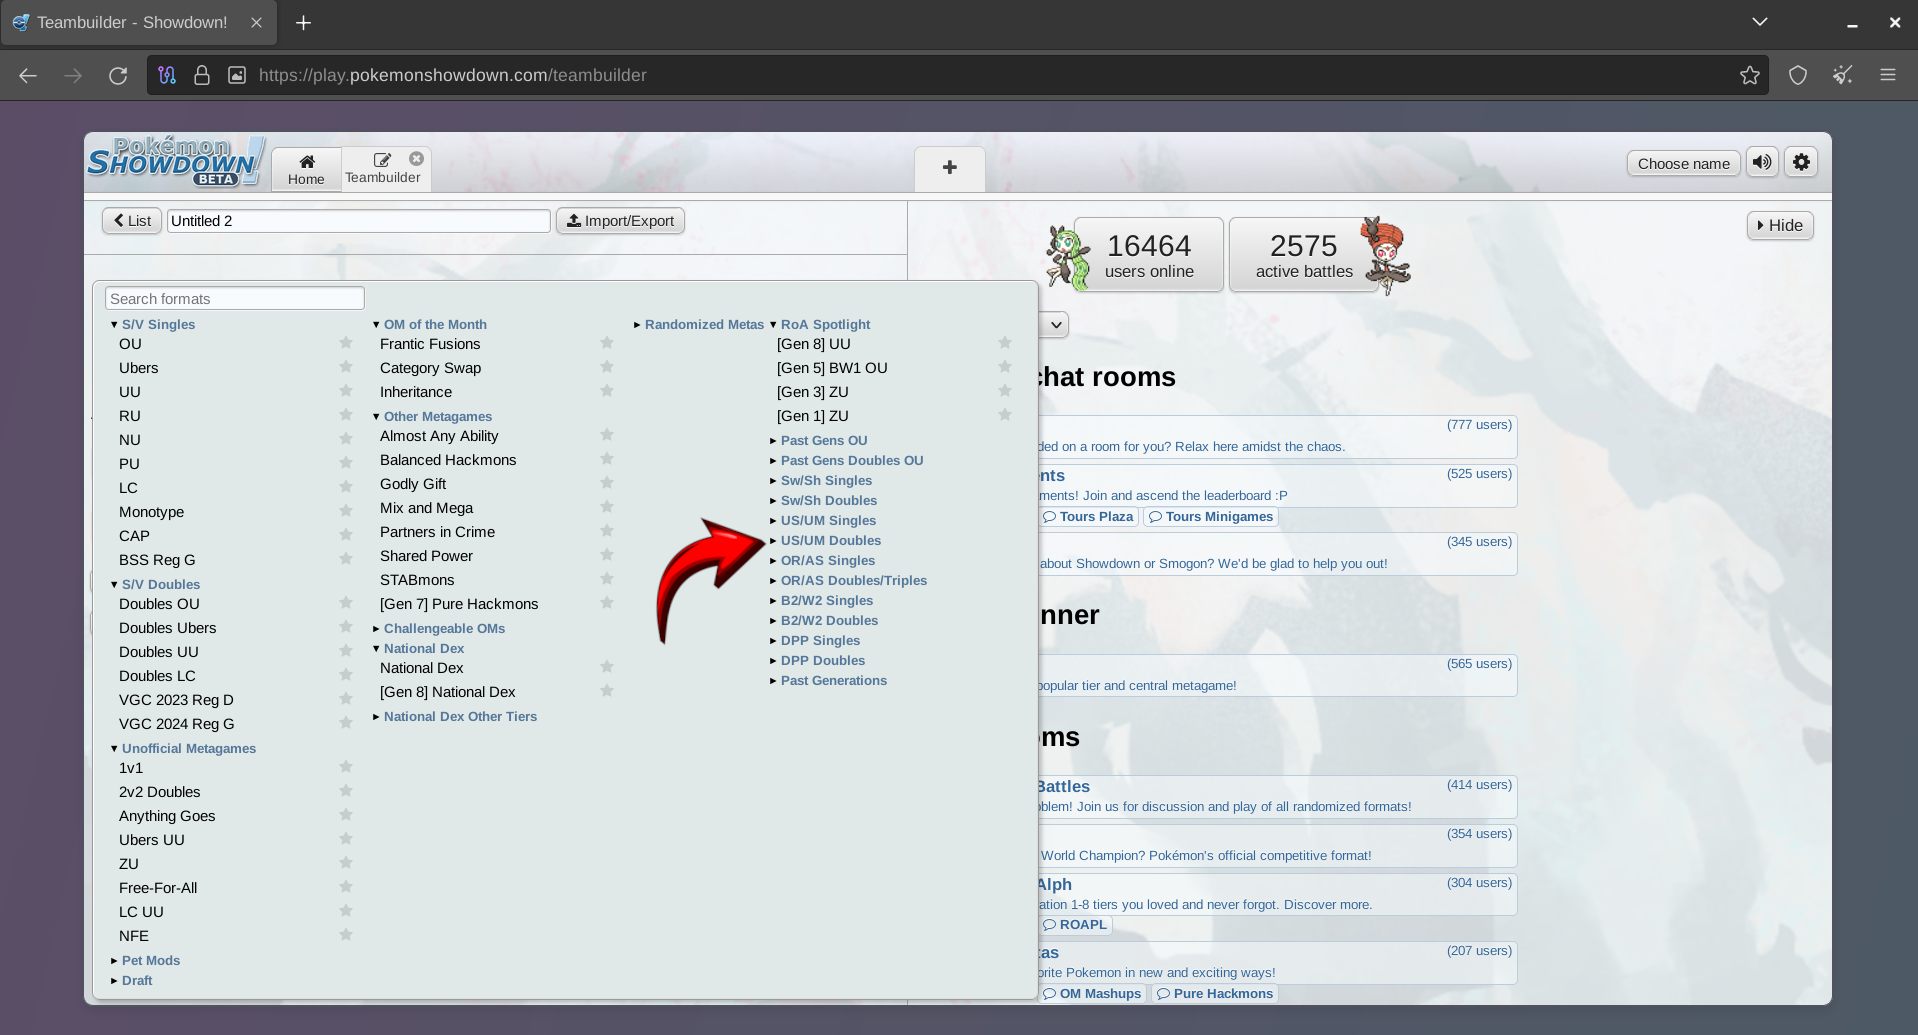 Teambuilder - Showdown!
https://play.pokemonshowdown.com/teambuilder
Pokémon
SHOWDOWN!
BETA
Home
Teambuilder
Choose name
List
Untitled 2
Import/Export
16464
users online
2575
active battles
Hide
Search formats
S/V Singles
OU
Ubers
UU
RU
NU
PU
LC
Monotype
CAP
BSS Reg G
S/V Doubles
Doubles OU
Doubles Ubers
Doubles UU
Doubles LC
VGC 2023 Reg D
VGC 2024 Reg G
Unofficial Metagames
1v1
2v2 Doubles
Anything Goes
Ubers UU
ZU
Free-For-All
LC UU
NFE
Pet Mods
Draft
OM of the Month
Frantic Fusions
Category Swap
Inheritance
Other Metagames
Almost Any Ability
Balanced Hackmons
Godly Gift
Mix and Mega
Partners in Crime
Shared Power
STABmons
[Gen 7] Pure Hackmons
Challengeable OMs
National Dex
National Dex
[Gen 8] National Dex
National Dex Other Tiers
Randomized Metas
RoA Spotlight
[Gen 8] UU
[Gen 5] BW1 OU
[Gen 3] ZU
[Gen 1] ZU
Past Gens OU
Past Gens Doubles OU
Sw/Sh Singles
Sw/Sh Doubles
US/UM Singles
US/UM Doubles
OR/AS Singles
OR/AS Doubles/Triples
B2/W2 Singles
B2/W2 Doubles
DPP Singles
DPP Doubles
Past Generations
chat rooms
(777 users)
ded on a room for you? Relax here amidst the chaos.
nts (525 users)
ments! Join and ascend the leaderboard :P
Tours Plaza Tours Minigames
(345 users)
about Showdown or Smogon? We'd be glad to help you out!
nner
(565 users)
popular tier and central metagame!
oms
Battles (414 users)
oblem! Join us for discussion and play of all randomized formats!
(354 users)
World Champion? Pokémon's official competitive format!
Alph (304 users)
ation 1-8 tiers you loved and never forgot. Discover more.
ROAPL
tas (207 users)
orite Pokemon in new and exciting ways!
OM Mashups Pure Hackmons